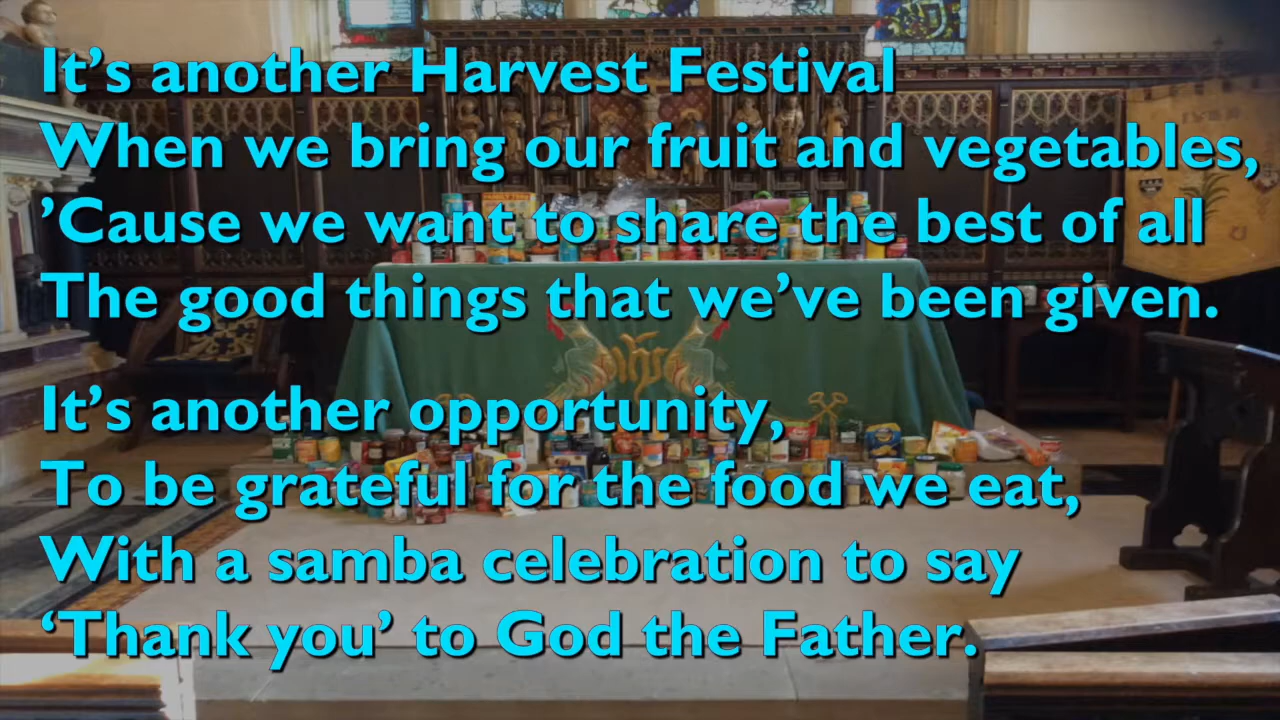 It’s another Harvest Festival
When we bring our fruit and vegetables,
’Cause we want to share the best of all
The good things that we’ve been given.
It’s another opportunity,
To be grateful for the food we eat,
With a samba celebration to say
‘Thank you’ to God the Father.